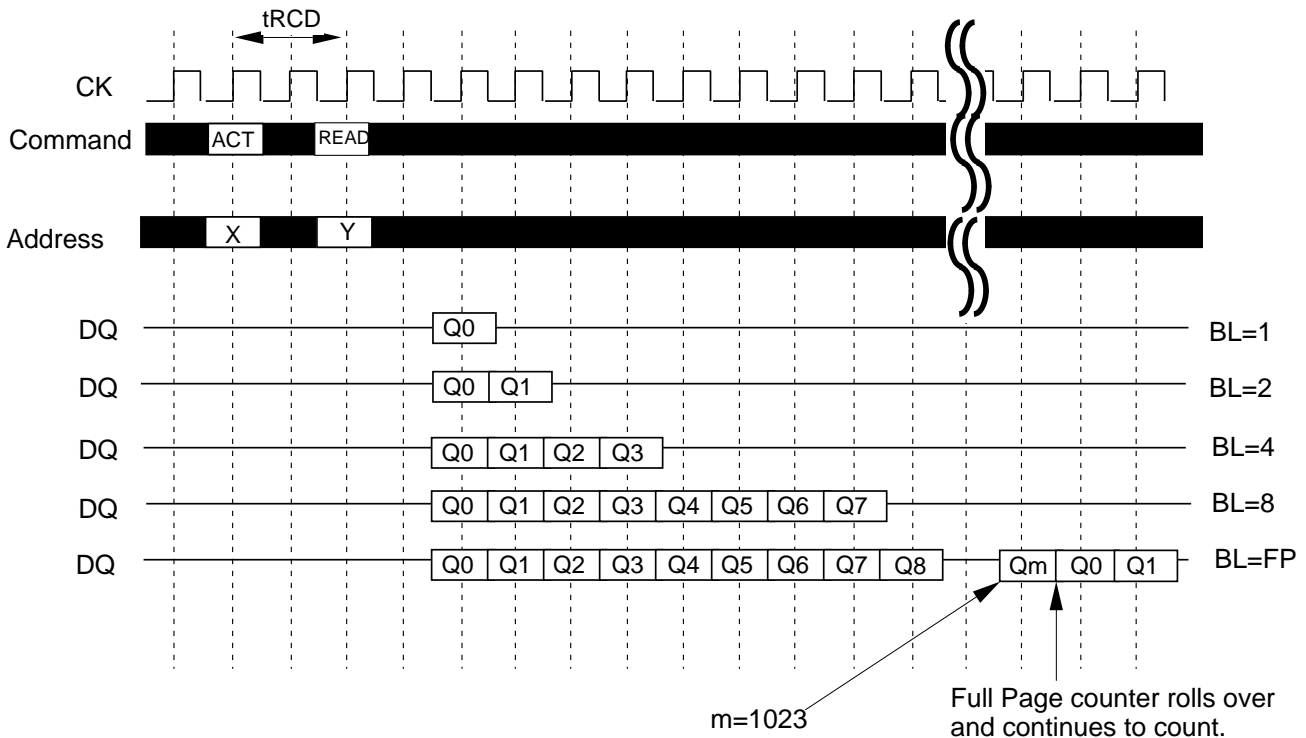 tRCD
CK
Command ACT READ
Address X Y
DQ Q0 BL=1
DQ Q0 Q1 BL=2
DQ Q0 Q1 Q2 Q3 BL=4
DQ Q0 Q1 Q2 Q3 Q4 Q5 Q6 Q7 BL=8
DQ Q0 Q1 Q2 Q3 Q4 Q5 Q6 Q7 Q8 Qm Q0 Q1 BL=FP
m=1023
Full Page counter rolls over
and continues to count.